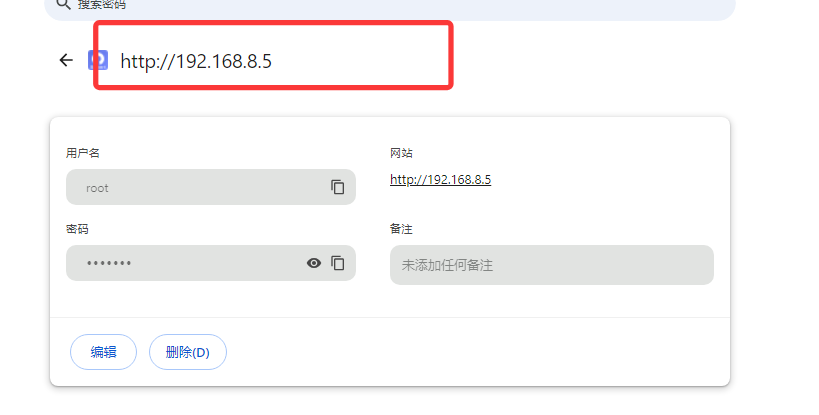 搜索密码
http://192.168.8.5
用户名
网站
root
http://192.168.8.5
密码
备注
•••••••
未添加任何备注
编辑
删除(D)